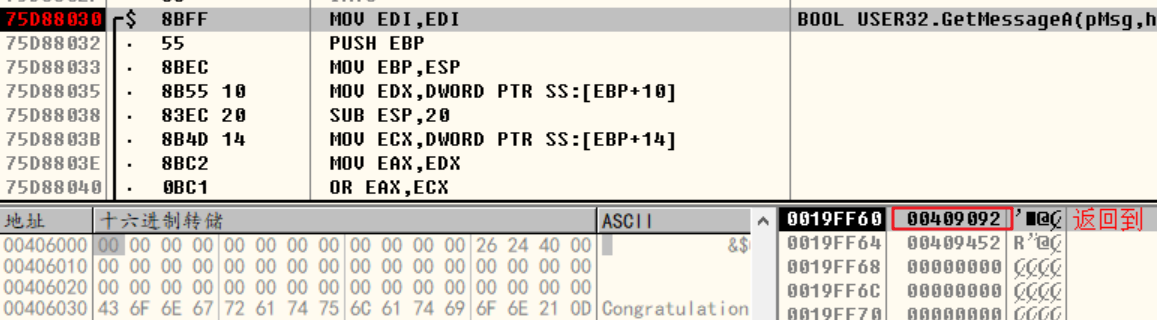 75D88030 $ 8BFF MOV EDI,EDI BOOL USER32.GetMessageA(pMsg,h
75D88032 . 55 PUSH EBP
75D88033 . 8BEC MOV EBP,ESP
75D88035 . 8B55 10 MOV EDX,DWORD PTR SS:[EBP+10]
75D88038 . 83EC 20 SUB ESP,20
75D8803B . 8B4D 14 MOV ECX,DWORD PTR SS:[EBP+14]
75D8803E . 8BC2 MOV EAX,EDX
75D88040 . 0BC1 OR EAX,ECX
地址 十六进制转储 ASCII
00406000 00 00 00 00 00 00 00 00 00 00 00 00 26 24 40 00 &$
00406010 00 00 00 00 00 00 00 00 00 00 00 00 00 00 00 00
00406020 00 00 00 00 00 00 00 00 00 00 00 00 00 00 00 00
00406030 43 6F 6E 67 72 61 74 75 6C 61 74 69 6F 6E 21 0D Congratulation
0019FF60 00409092 返回到
0019FF64 00409452
0019FF68 00000000
0019FF6C 00000000
0019FF70 00000000